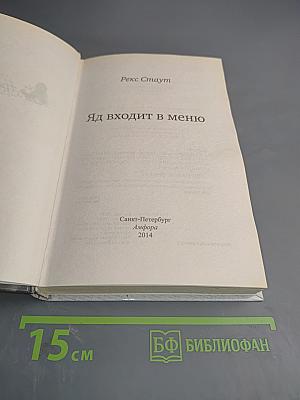 Рекс Стаут
Яд входит в меню
Санкт-Петербург
Амфора
2014
15 см
БФ БИБЛИОФАН